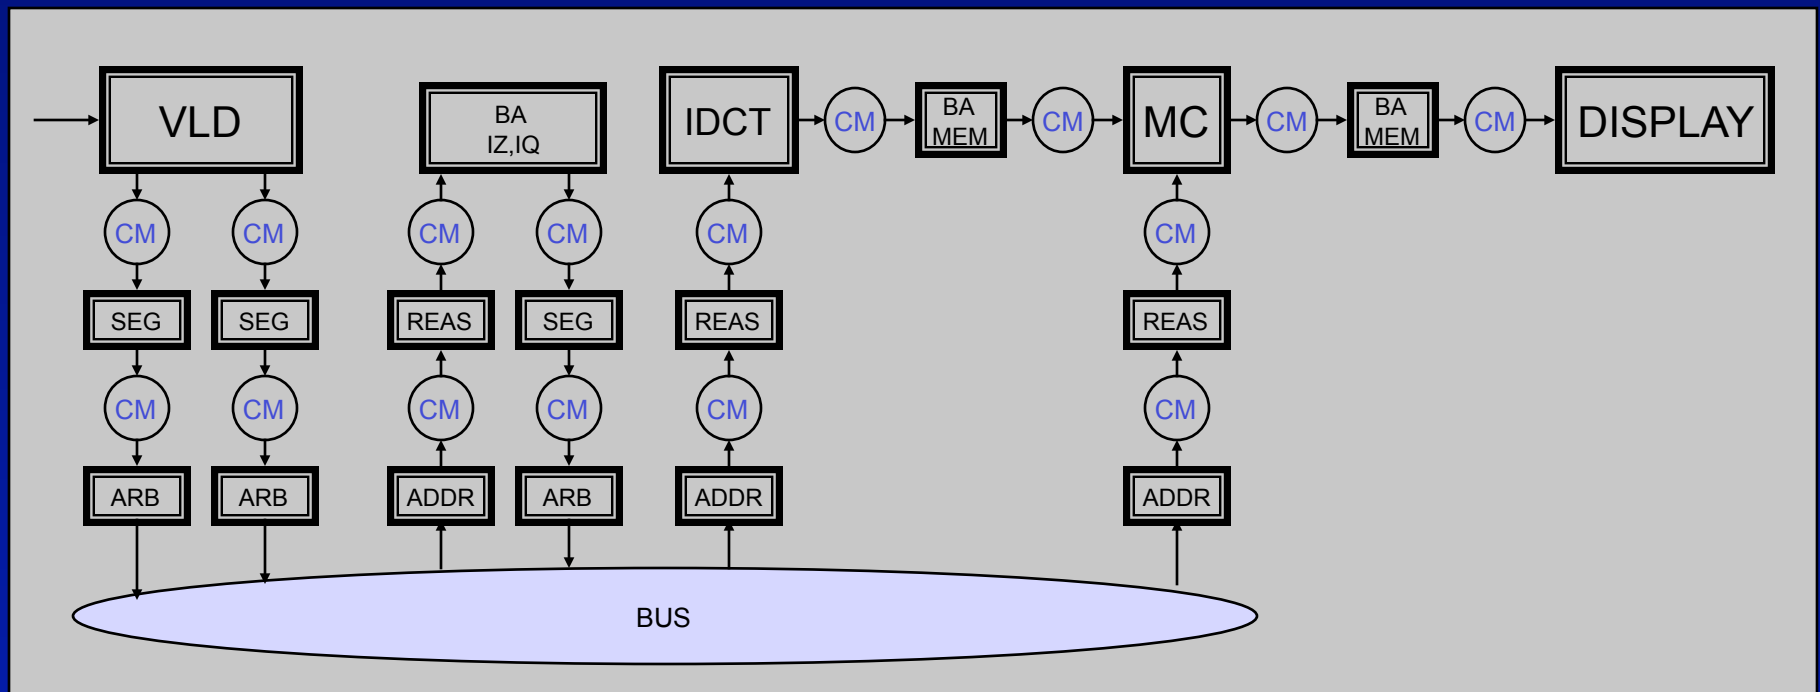 VLD
BA
IZ,IQ
IDCT
CM
BA
MEM
CM
MC
CM
BA
MEM
CM
DISPLAY
CM
CM
CM
CM
CM
CM
SEG
SEG
REAS
SEG
REAS
REAS
CM
CM
CM
CM
CM
CM
ARB
ARB
ADDR
ARB
ADDR
ADDR
BUS